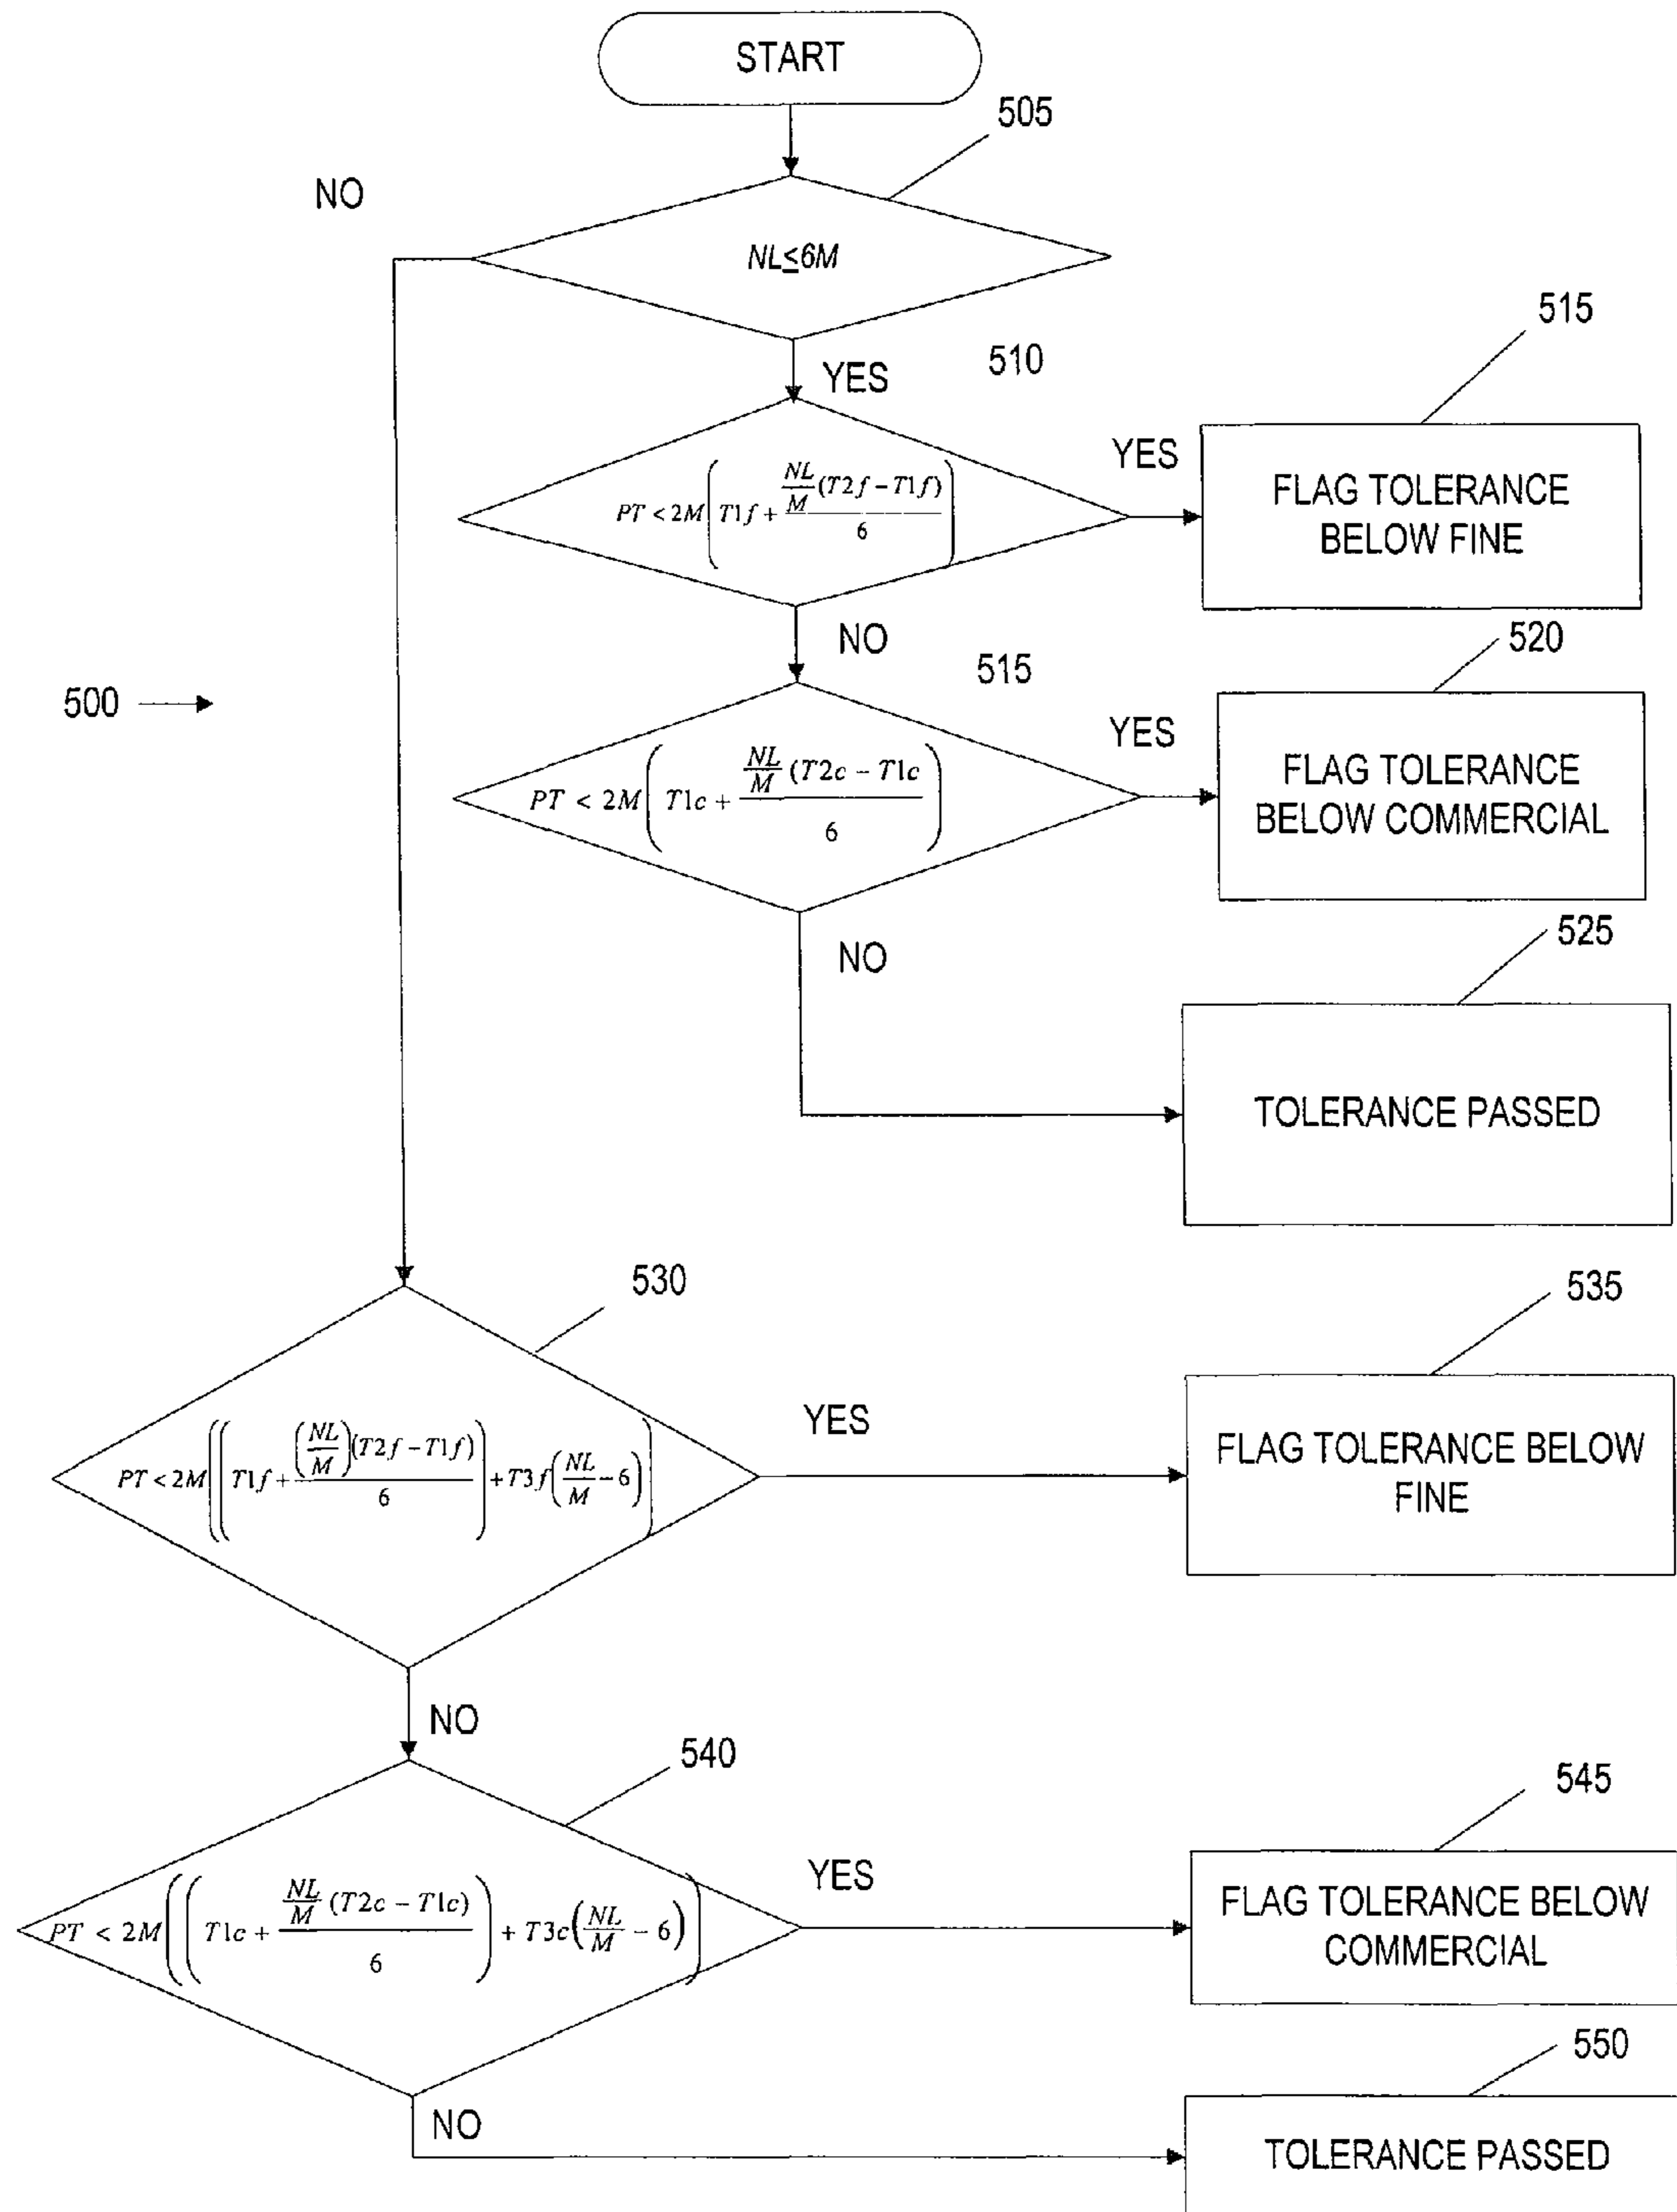 START
505
NO
NL≤6M
515
510
YES
YES
PT < 2M(T1f + (NL/M (T2f − T1f))/6)
FLAG TOLERANCE
BELOW FINE
NO
520
515
500
YES
PT < 2M(T1c + (NL/M (T2c − T1c)/6)
FLAG TOLERANCE
BELOW COMMERCIAL
525
NO
TOLERANCE PASSED
530
535
YES
PT < 2M((T1f + ((NL/M)(T2f − T1f))/6) + T3f(NL/M − 6))
FLAG TOLERANCE BELOW
FINE
NO
540
545
YES
PT < 2M((T1c + (NL/M (T2c − T1c))/6) + T3c(NL/M − 6))
FLAG TOLERANCE BELOW
COMMERCIAL
550
NO
TOLERANCE PASSED